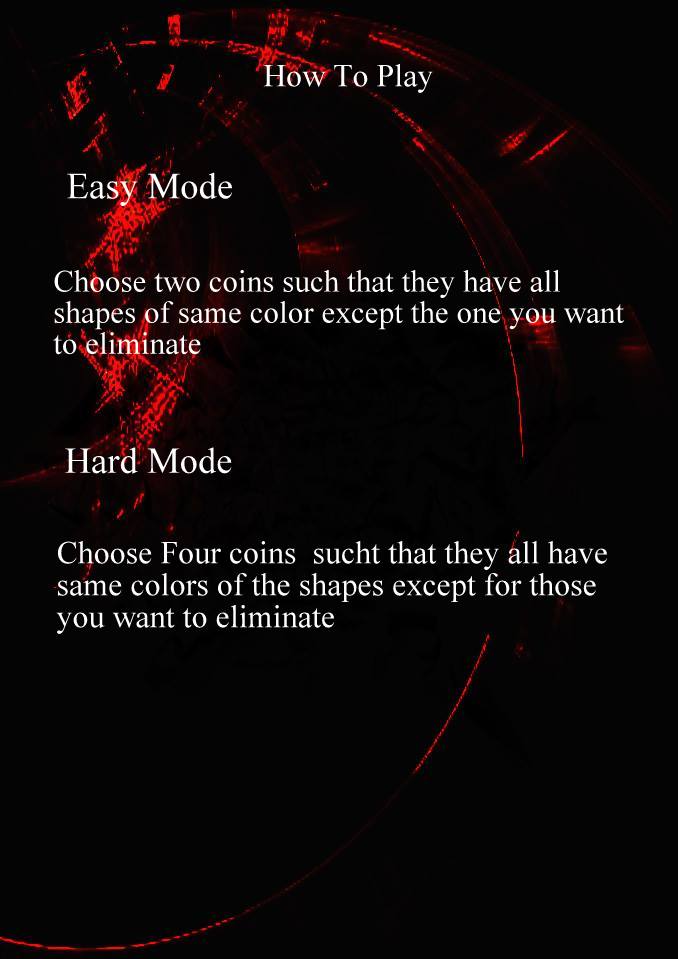 How To Play
Easy Mode
Choose two coins such that they have all
shapes of same color except the one you want
to eliminate
Hard Mode
Choose Four coins  sucht that they all have
same colors of the shapes except for those
you want to eliminate